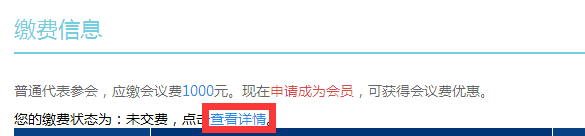 缴费信息
普通代表参会，应缴会议费1000元。现在申请成为会员，可获得会议费优惠。
您的缴费状态为：未交费，点击查看详情。